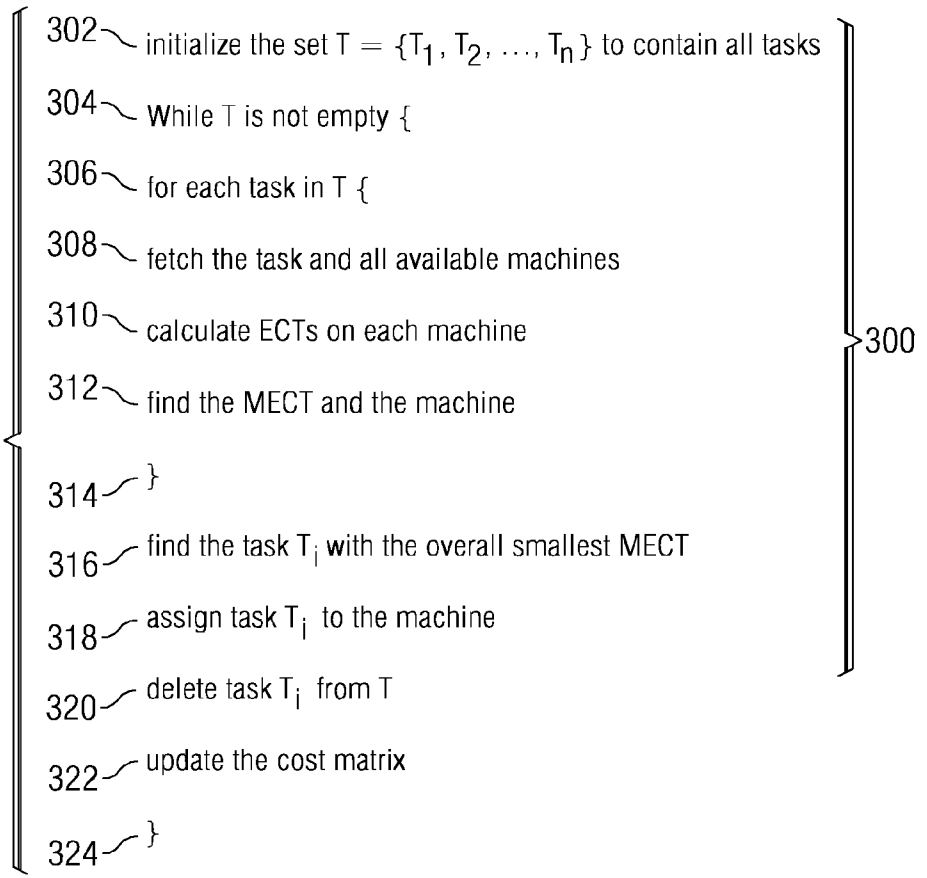 302 initialize the set T = {T1, T2, ..., Tn} to contain all tasks
304 While T is not empty {
306 for each task in T {
308 fetch the task and all available machines
310 calculate ECTs on each machine
300
312 find the MECT and the machine
314 }
316 find the task Ti with the overall smallest MECT
318 assign task Ti to the machine
320 delete task Ti from T
322 update the cost matrix
324 }